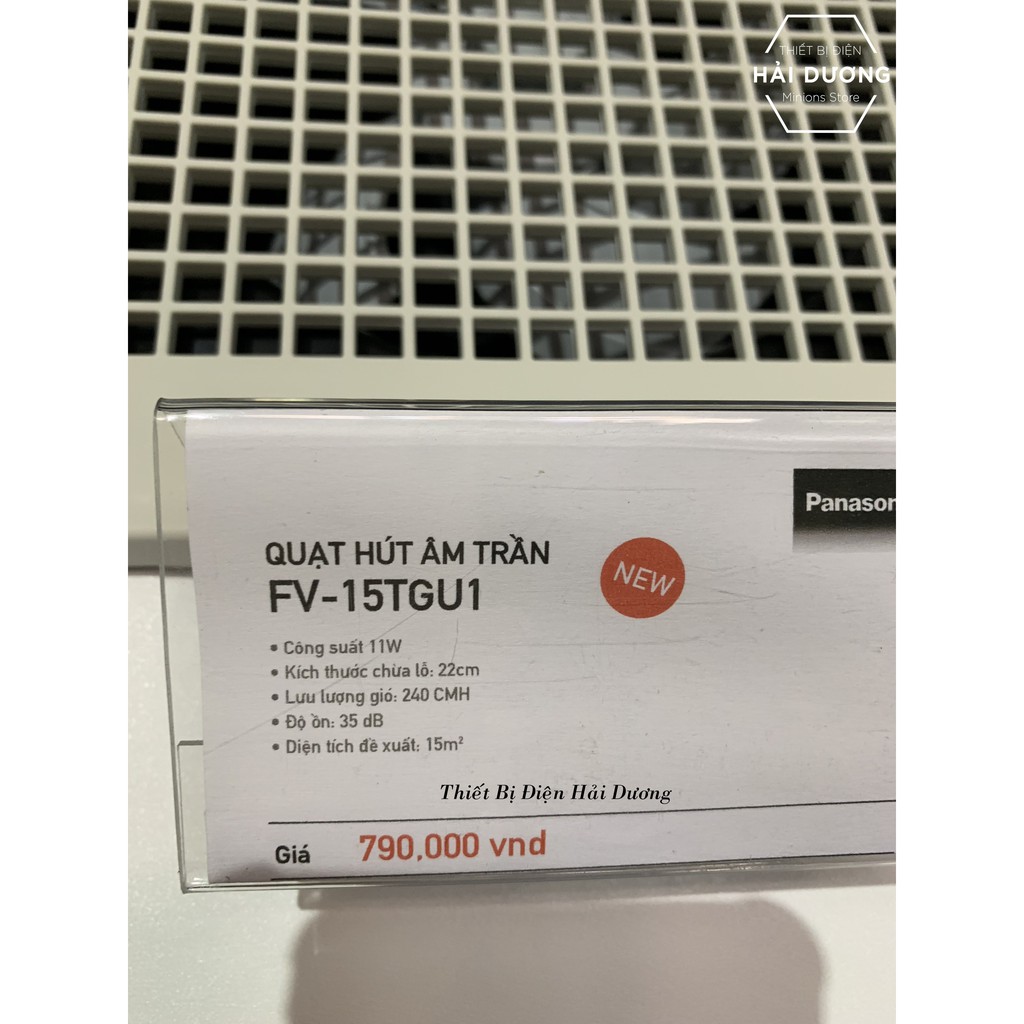 THIẾT BỊ ĐIỆN
HẢI DƯƠNG
Minions Store
Panason
QUẠT HÚT ÂM TRẦN
FV-15TGU1
NEW
• Công suất 11W
• Kích thước chừa lỗ: 22cm
• Lưu lượng gió: 240 CMH
• Độ ồn: 35 dB
• Diện tích đề xuất: 15m²
Thiết Bị Điện Hải Dương
Giá 790,000 vnd